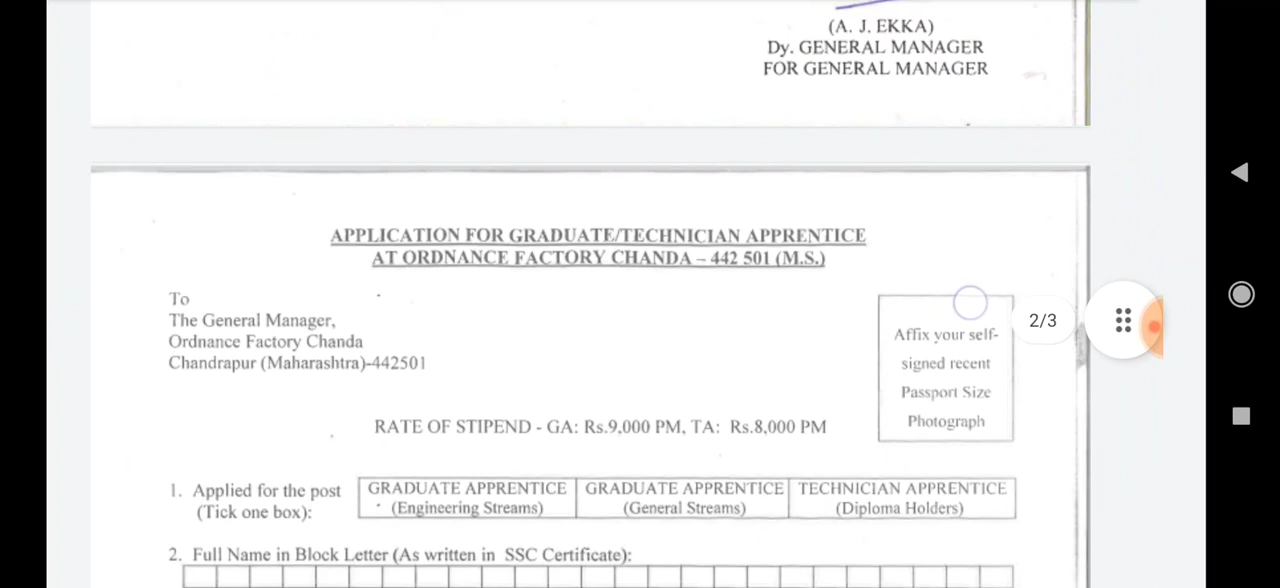 (A. J. EKKA)
Dy. GENERAL MANAGER
FOR GENERAL MANAGER
APPLICATION FOR GRADUATE/TECHNICIAN APPRENTICE
AT ORDNANCE FACTORY CHANDA – 442 501 (M.S.)
To
The General Manager,
Ordnance Factory Chanda
Chandrapur (Maharashtra)-442501
Affix your self-
signed recent
Passport Size
Photograph
2/3
RATE OF STIPEND - GA: Rs.9,000 PM, TA: Rs.8,000 PM
1. Applied for the post
(Tick one box):
GRADUATE APPRENTICE
(Engineering Streams)
GRADUATE APPRENTICE
(General Streams)
TECHNICIAN APPRENTICE
(Diploma Holders)
2. Full Name in Block Letter (As written in SSC Certificate):